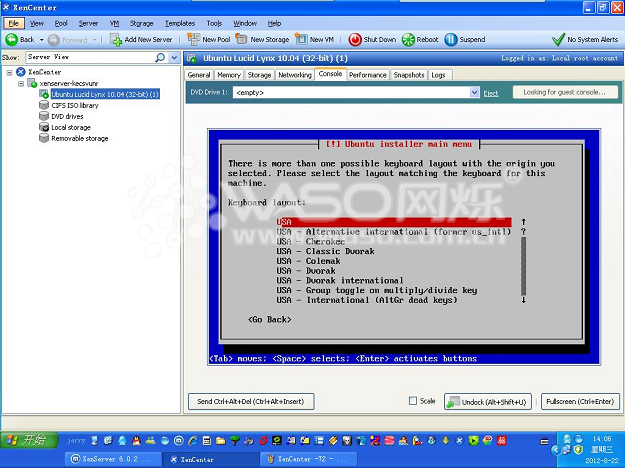 XenCenter
File View Pool Server VM Storage Templates Tools Window Help
Back Forward Add New Server New Pool New Storage New VM Shut Down Reboot Suspend No System Alerts
Show: Server View
Ubuntu Lucid Lynx 10.04 (32-bit) (1) Logged in as: Local root account
XenCenter
xenserver-kecsvunr
Ubuntu Lucid Lynx 10.04 (32-bit) (1)
CIFS ISO library
DVD drives
Local storage
Removable storage
General Memory Storage Networking Console Performance Snapshots Logs
DVD Drive 1: <empty> Eject Looking for guest console...
[!] Ubuntu installer main menu
There is more than one possible keyboard layout with the origin you
selected. Please select the layout matching the keyboard for this
machine.
Keyboard layout:
USA
USA - Alternative international (former us_intl)
USA - Cherokee
USA - Classic Dvorak
USA - Colemak
USA - Dvorak
USA - Dvorak international
USA - Group toggle on multiply/divide key
USA - International (AltGr dead keys)
<Go Back>
<Tab> moves; <Space> selects; <Enter> activates buttons
WASO网烁
www.waso.com.cn
Send Ctrl+Alt+Del (Ctrl+Alt+Insert) Scale Undock (Alt+Shift+U) Fullscreen (Ctrl+Enter)
开始 jerry
XenServer 6.0.2 ... XenCenter XenCenter -T2 - ...
14:06
星期三
2012-8-22